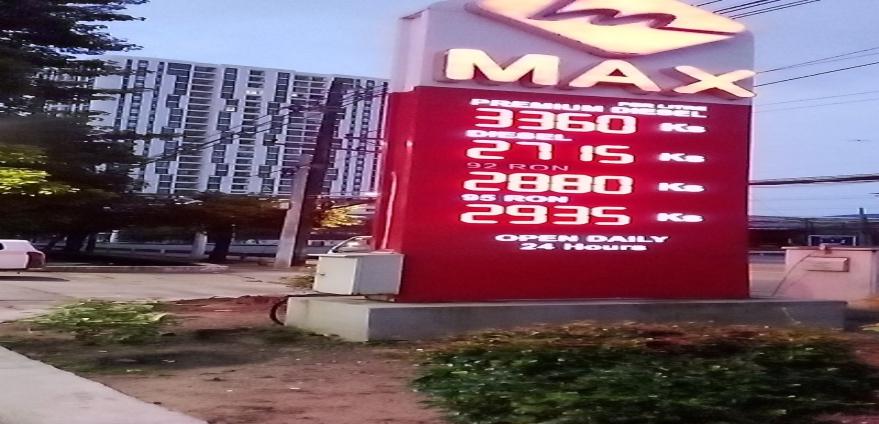 MAX
PER LITRE
PREMIUM DIESEL
3360 Ks
DIESEL
2715 Ks
92 RON
2880 Ks
95 RON
2935 Ks
OPEN DAILY
24 Hours